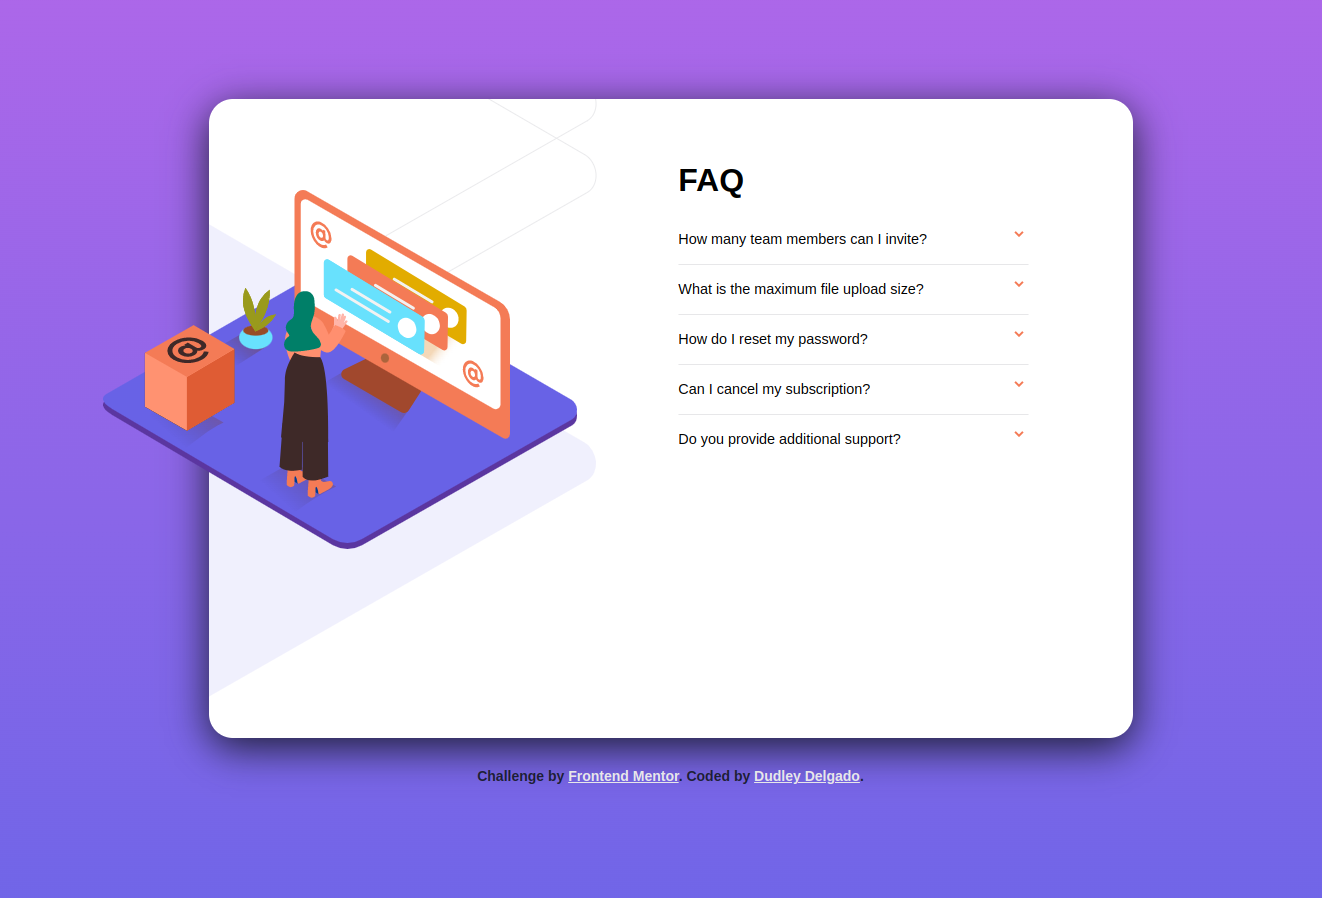 FAQ
How many team members can I invite?
What is the maximum file upload size?
How do I reset my password?
Can I cancel my subscription?
Do you provide additional support?
@
@
@
Challenge by Frontend Mentor. Coded by Dudley Delgado.